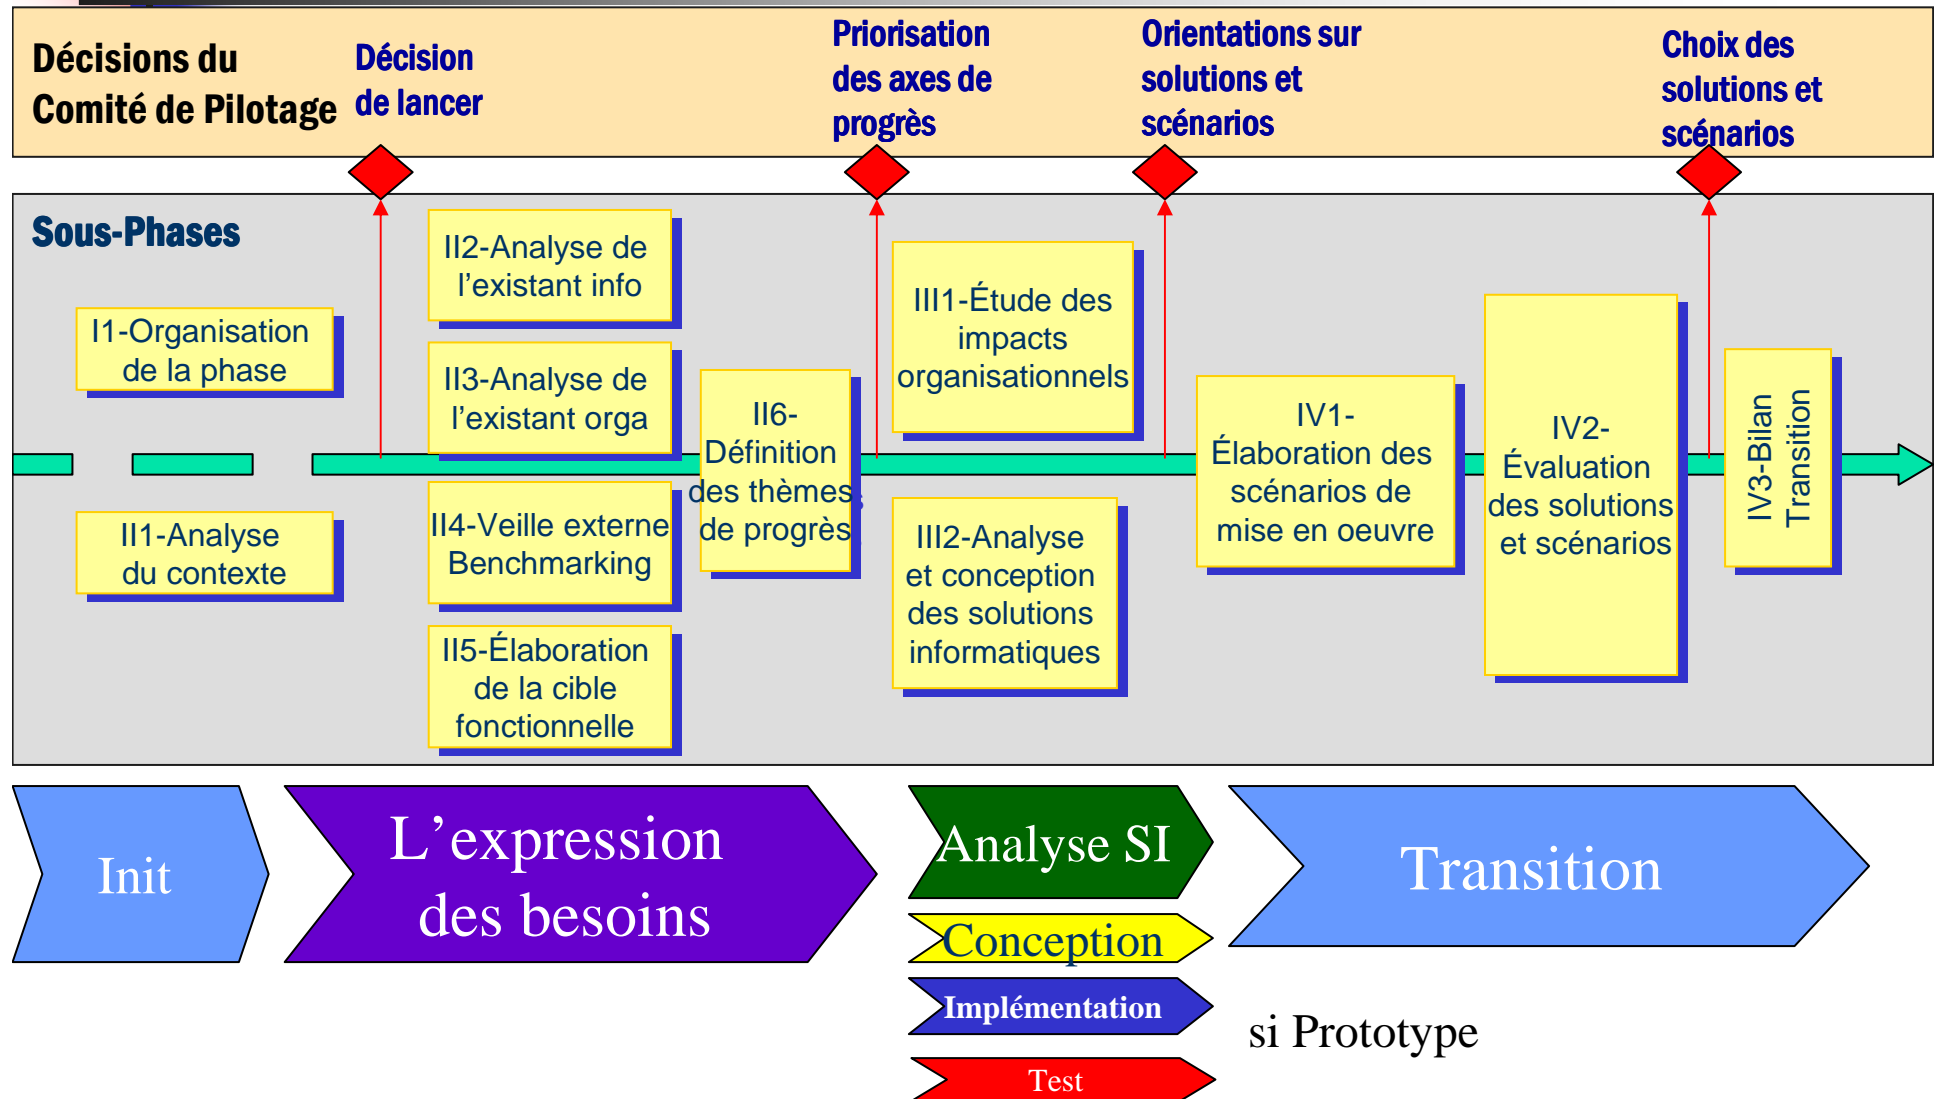 Décisions du
Comité de Pilotage
Décision
de lancer
Priorisation
des axes de
progrès
Orientations sur
solutions et
scénarios
Choix des
solutions et
scénarios
Sous-Phases
I1-Organisation
de la phase
II1-Analyse
du contexte
II2-Analyse de
l’existant info
II3-Analyse de
l’existant orga
II4-Veille externe
Benchmarking
II5-Élaboration
de la cible
fonctionnelle
II6-
Définition
des thèmes
de progrès
III1-Étude des
impacts
organisationnels
III2-Analyse
et conception
des solutions
informatiques
IV1-
Élaboration des
scénarios de
mise en oeuvre
IV2-
Évaluation
des solutions
et scénarios
IV3-Bilan
Transition
Init
L’expression
des besoins
Analyse SI
Conception
Implémentation
Test
Transition
si Prototype